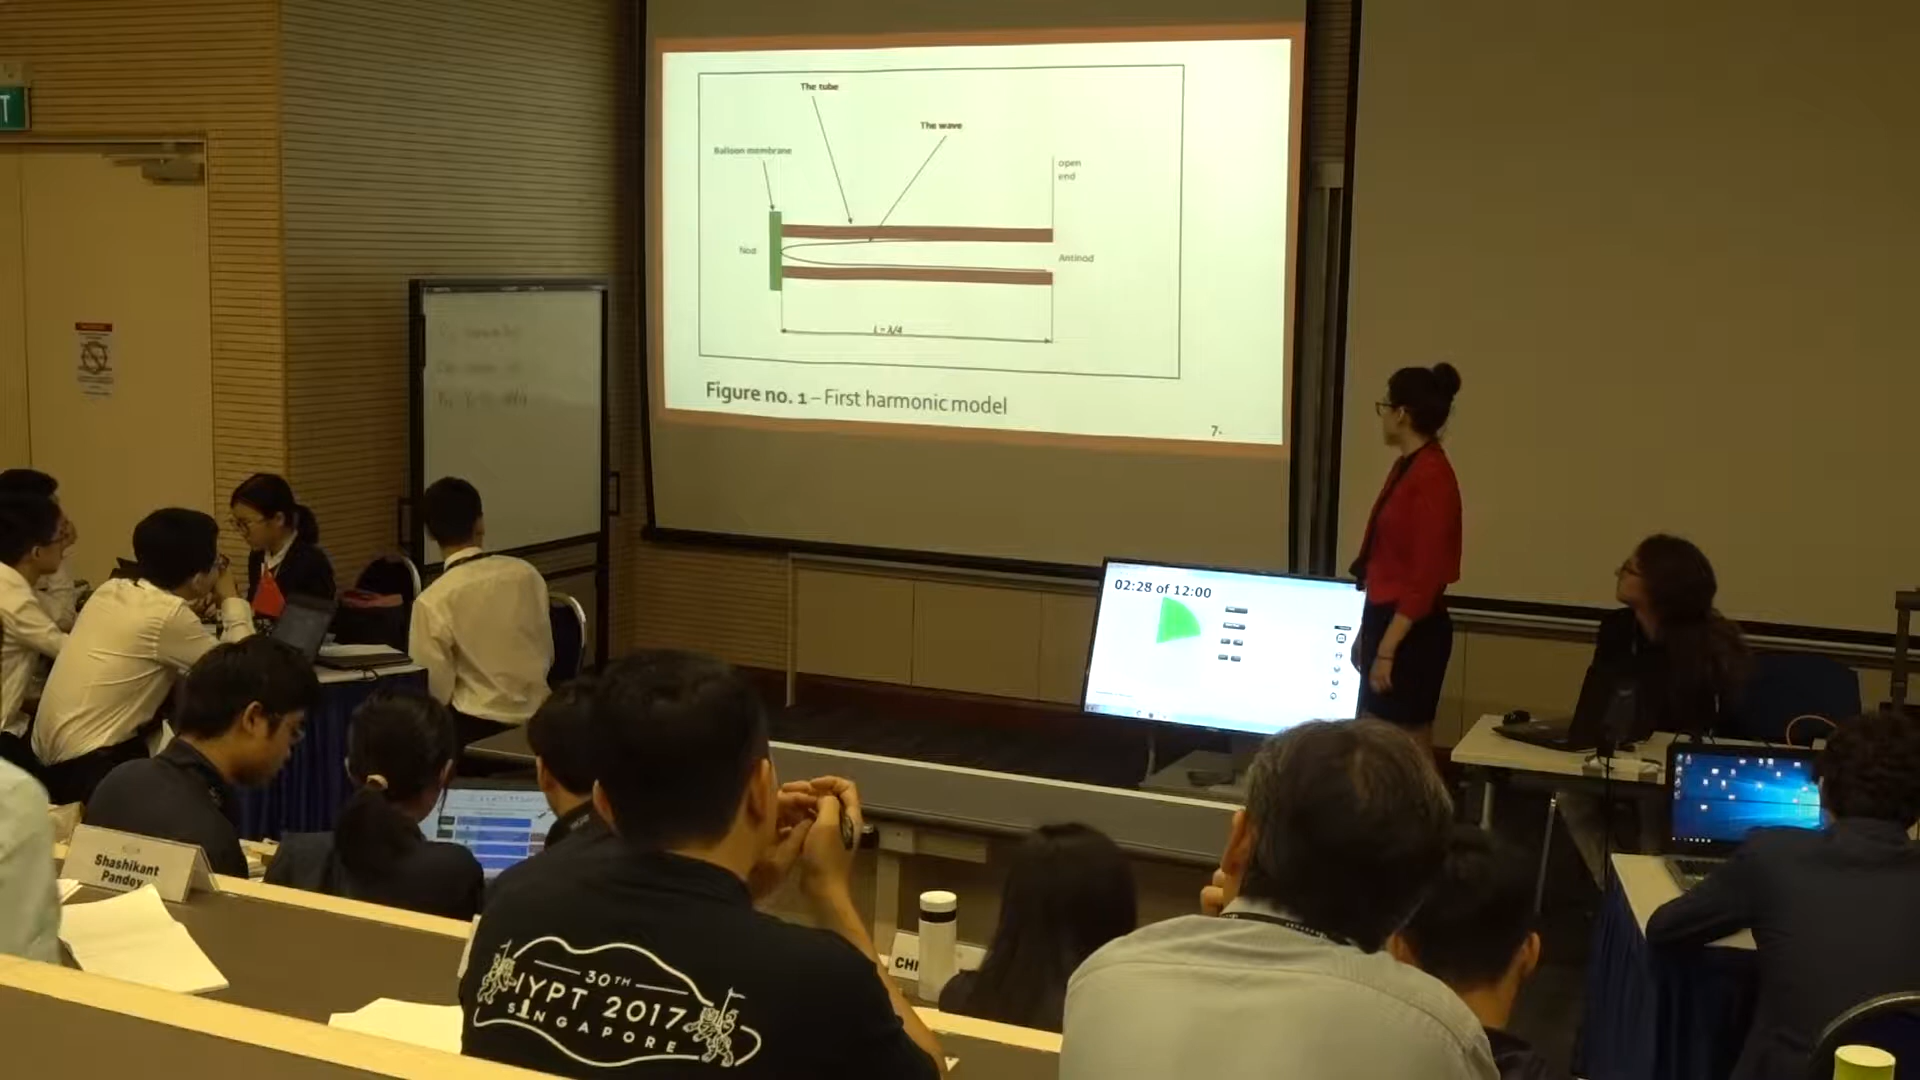 T
The tube
The wave
Balloon membrane
open
end
Nod
Antinod
L = λ/4
Figure no. 1 – First harmonic model
7.
02:28 of 12:00
Shashikant
Pandey
CHI
30TH
IYPT 2017
SINGAPORE